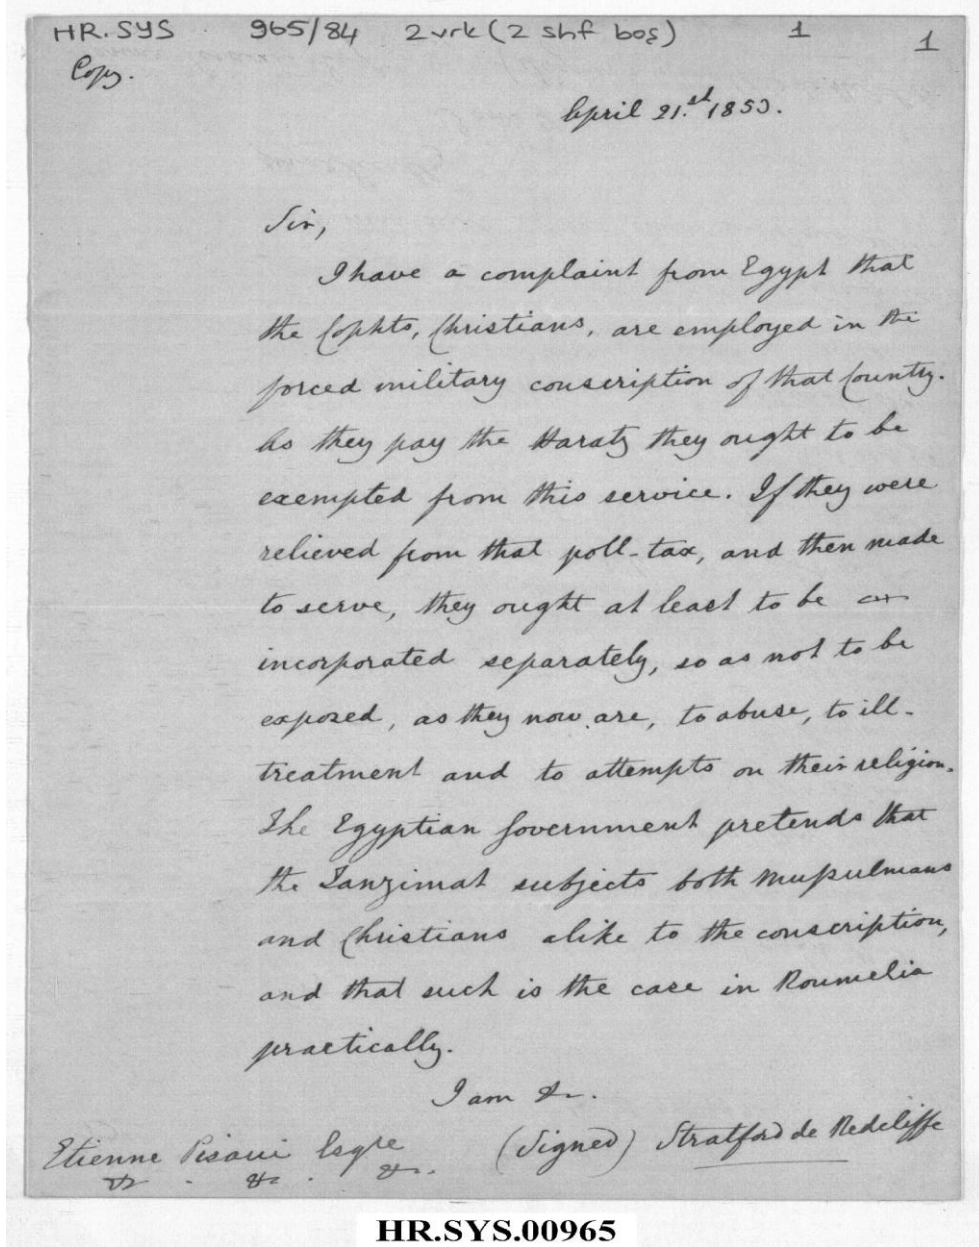 HR.SYS 965/84 2 vrk (2 shf boş) 1 1
Copy.
April 21.st 1853.
Sir,
I have a complaint from Egypt that
the Cophts, Christians, are employed in the
forced military conscription of that Country.
As they pay the Haratz they ought to be
exempted from this service. If they were
relieved from that poll-tax, and then made
to serve, they ought at least to be
incorporated separately, so as not to be
exposed, as they now are, to abuse, to ill-
treatment and to attempts on their religion.
The Egyptian Government pretends that
the Tanzimat subjects both Mussulmans
and Christians alike to the conscription,
and that such is the case in Roumelia
practically.
I am &c.
(Signed) Stratford de Redcliffe
Etienne Pisani Esqre
&c. &c. &c.
HR.SYS.00965